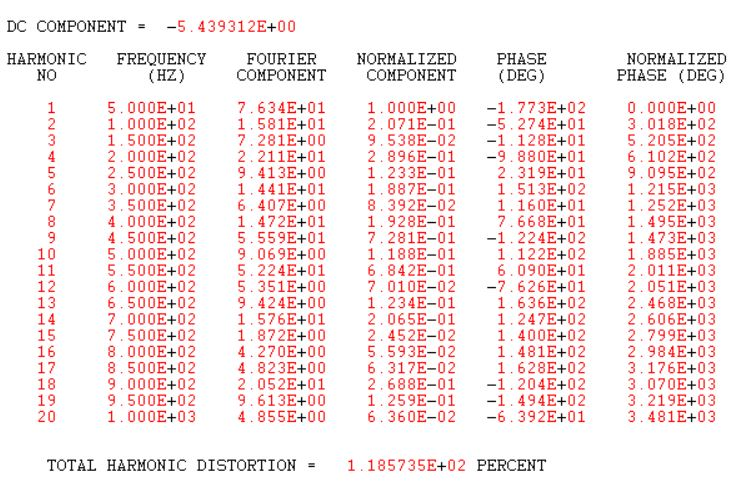 DC COMPONENT = -5.439312E+00
HARMONIC FREQUENCY FOURIER NORMALIZED PHASE NORMALIZED
NO (HZ) COMPONENT COMPONENT (DEG) PHASE (DEG)
1 5.000E+01 7.634E+01 1.000E+00 -1.773E+02 0.000E+00
2 1.000E+02 1.581E+01 2.071E-01 -5.274E+01 3.018E+02
3 1.500E+02 7.281E+00 9.538E-02 -1.128E+01 5.205E+02
4 2.000E+02 2.211E+01 2.896E-01 -9.880E+01 6.102E+02
5 2.500E+02 9.413E+00 1.233E-01 2.319E+01 9.095E+02
6 3.000E+02 1.441E+01 1.887E-01 1.513E+02 1.215E+03
7 3.500E+02 6.407E+00 8.392E-02 1.160E+01 1.252E+03
8 4.000E+02 1.472E+01 1.928E-01 7.668E+01 1.495E+03
9 4.500E+02 5.559E+01 7.281E-01 -1.224E+02 1.473E+03
10 5.000E+02 9.069E+00 1.188E-01 1.122E+02 1.885E+03
11 5.500E+02 5.224E+01 6.842E-01 6.090E+01 2.011E+03
12 6.000E+02 5.351E+00 7.010E-02 -7.626E+01 2.051E+03
13 6.500E+02 9.424E+00 1.234E-01 1.636E+02 2.468E+03
14 7.000E+02 1.576E+01 2.065E-01 1.247E+02 2.606E+03
15 7.500E+02 1.872E+00 2.452E-02 1.400E+02 2.799E+03
16 8.000E+02 4.270E+00 5.593E-02 1.481E+02 2.984E+03
17 8.500E+02 4.823E+00 6.317E-02 1.628E+02 3.176E+03
18 9.000E+02 2.052E+01 2.688E-01 -1.204E+02 3.070E+03
19 9.500E+02 9.613E+00 1.259E-01 -1.494E+02 3.219E+03
20 1.000E+03 4.855E+00 6.360E-02 -6.392E+01 3.481E+03
TOTAL HARMONIC DISTORTION = 1.185735E+02 PERCENT